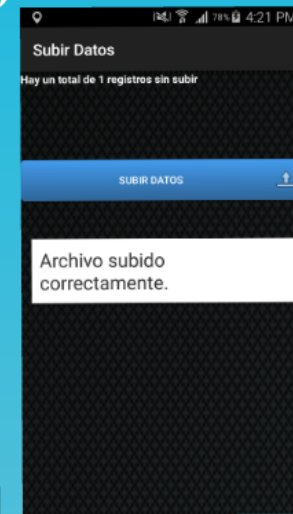 78% 4:21 PM
Subir Datos
Hay un total de 1 registros sin subir
SUBIR DATOS
Archivo subido
correctamente.